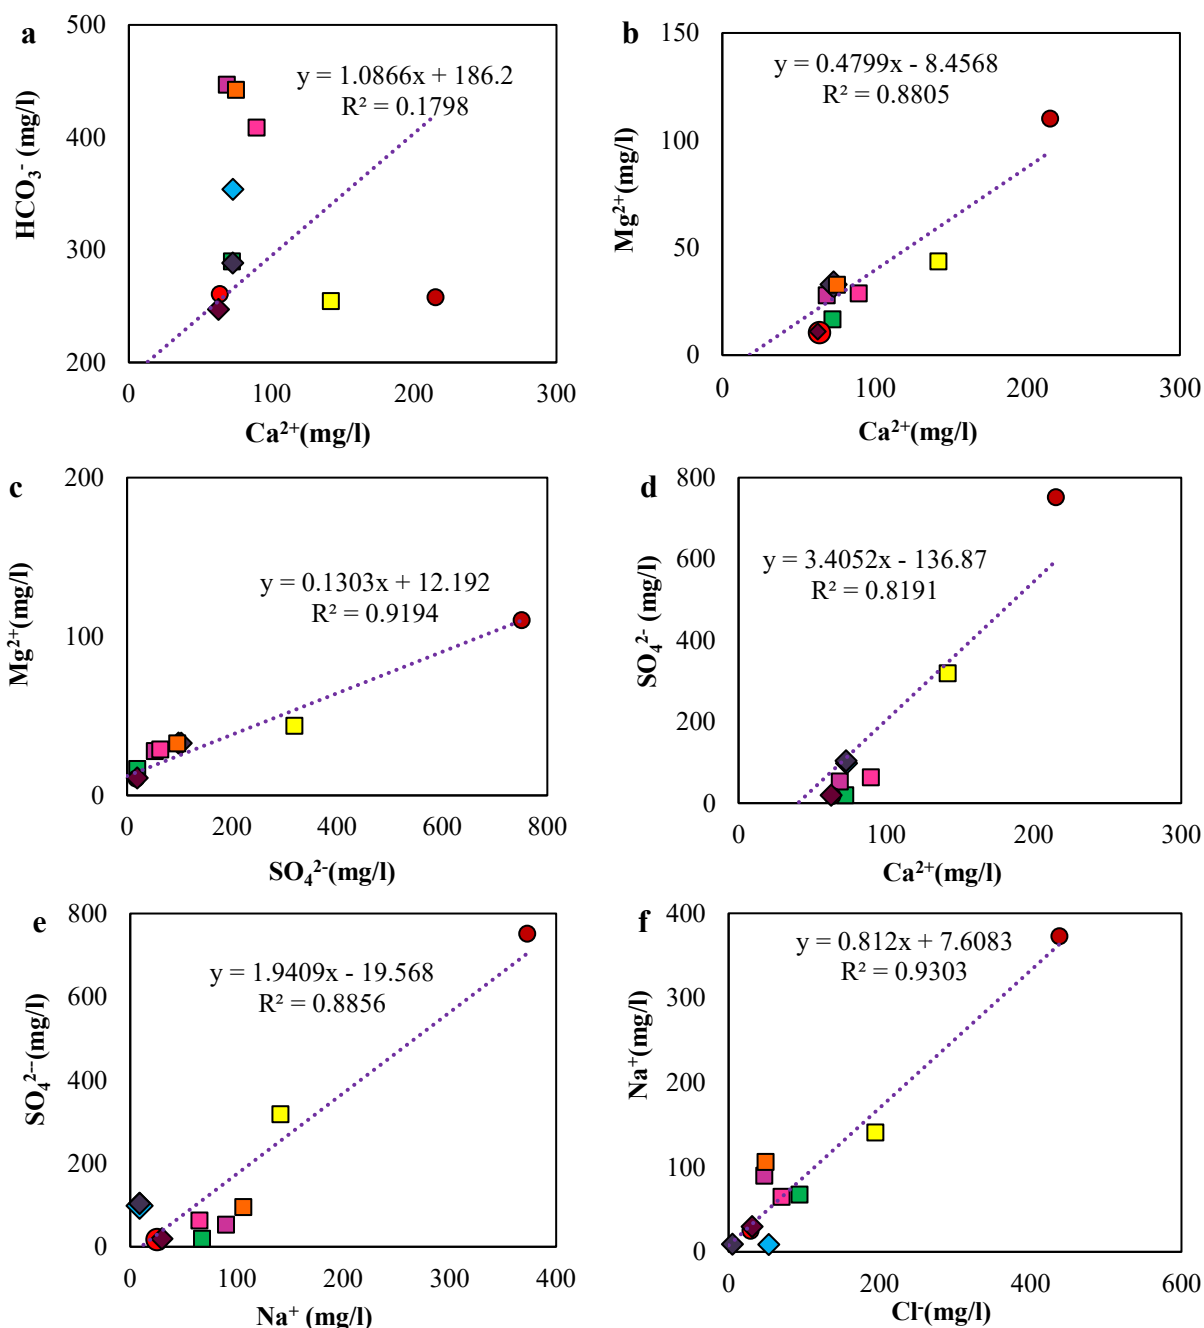 a
500
400
300
200
HCO₃⁻ (mg/l)
y = 1.0866x + 186.2
R² = 0.1798
0 100 200 300
Ca²⁺(mg/l)
b
150
100
50
0
Mg²⁺(mg/l)
y = 0.4799x - 8.4568
R² = 0.8805
0 100 200 300
Ca²⁺(mg/l)
c
200
100
0
Mg²⁺(mg/l)
y = 0.1303x + 12.192
R² = 0.9194
0 200 400 600 800
SO₄²⁻(mg/l)
d
800
600
400
200
0
SO₄²⁻ (mg/l)
y = 3.4052x - 136.87
R² = 0.8191
0 100 200 300
Ca²⁺(mg/l)
e
800
600
400
200
0
SO₄²⁻⁻(mg/l)
y = 1.9409x - 19.568
R² = 0.8856
0 100 200 300 400
Na⁺ (mg/l)
f
400
300
200
100
0
Na⁺(mg/l)
y = 0.812x + 7.6083
R² = 0.9303
0 200 400 600
Cl⁻(mg/l)